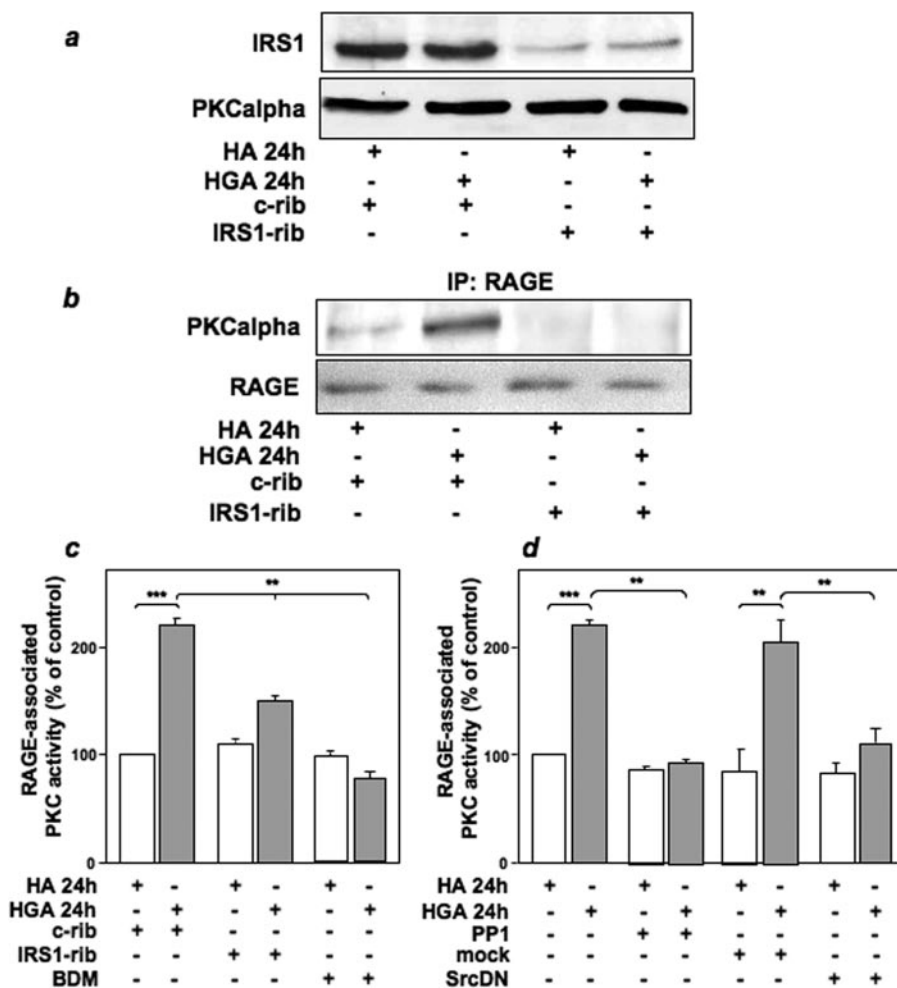 a
IRS1
PKCalpha
HA 24h + - + -
HGA 24h - + - +
c-rib + + - -
IRS1-rib - - + +
IP: RAGE
b
PKCalpha
RAGE
HA 24h + - + -
HGA 24h - + - +
c-rib + + - -
IRS1-rib - - + +
c
RAGE-associated
PKC activity (% of control)
200
100
0
*** **
HA 24h + - + - + -
HGA 24h - + - + - +
c-rib + + - - - -
IRS1-rib - - + + - -
BDM - - - - + +
d
RAGE-associated
PKC activity (% of control)
200
100
0
*** ** ** **
HA 24h + - + - + - + -
HGA 24h - + - + - + - +
PP1 - - + + - - - -
mock - - - - + + - -
SrcDN - - - - - - + +